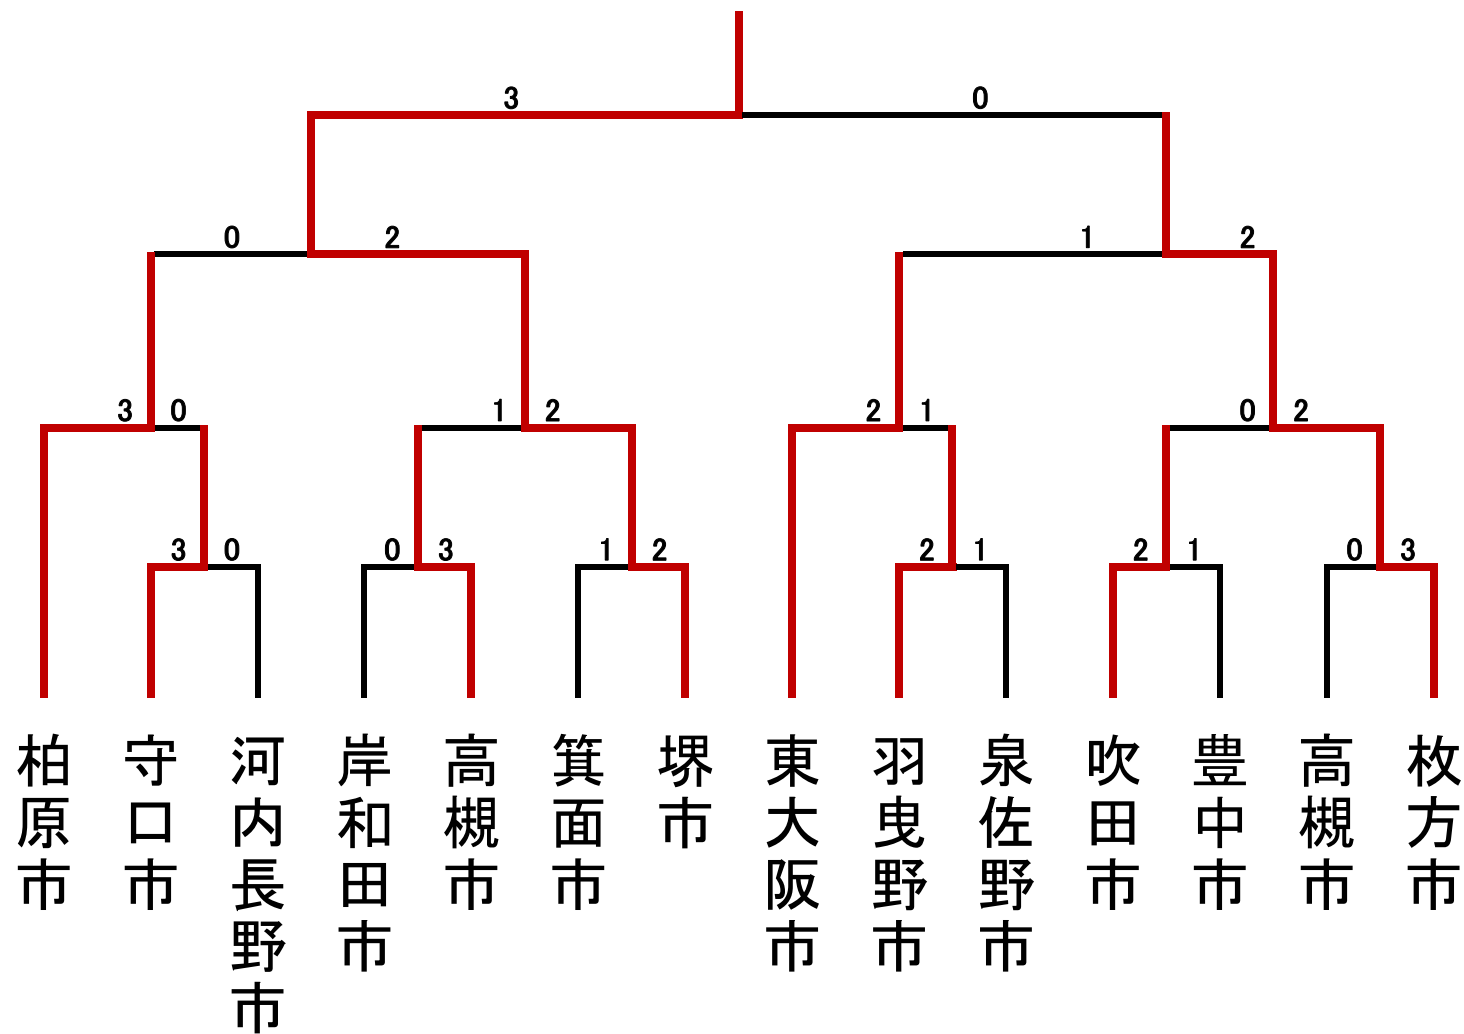 3 0
0 2 1 2
3 0 1 2 2 1 0 2
3 0 0 3 1 2 2 1 2 1 0 3
柏原市
守口市
河内長野市
岸和田市
高槻市
箕面市
堺市
東大阪市
羽曳野市
泉佐野市
吹田市
豊中市
高槻市
枚方市